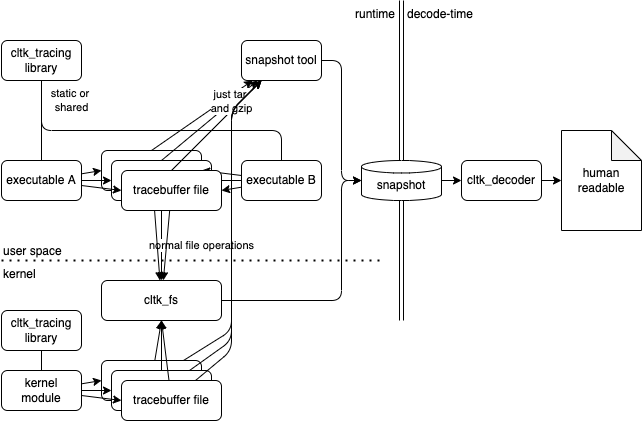 runtime
decode-time
cltk_tracing
library
snapshot tool
static or
shared
just tar
and gzip
executable A
tracebuffer file
executable B
snapshot
cltk_decoder
human
readable
user space
normal file operations
kernel
cltk_fs
cltk_tracing
library
kernel
module
tracebuffer file